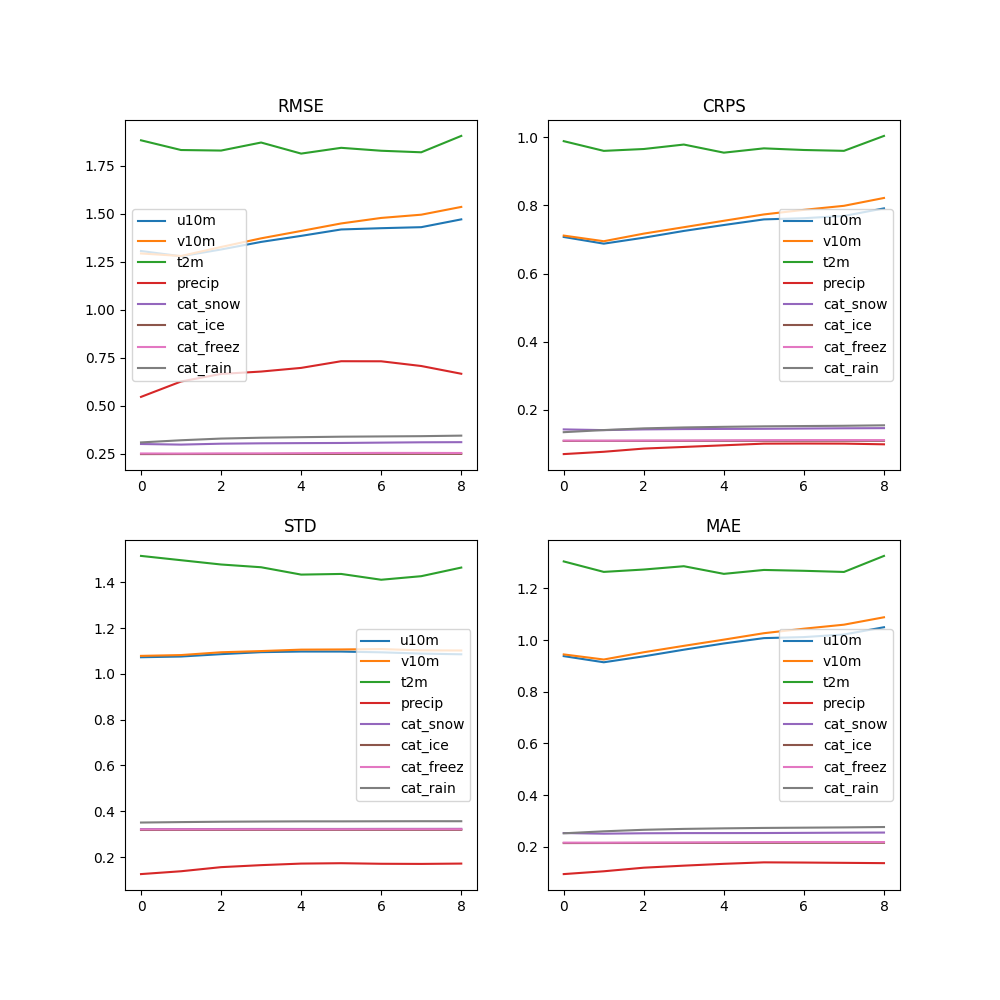 RMSE
1.75
1.50
1.25
1.00
0.75
0.50
0.25
0 2 4 6 8
u10m
v10m
t2m
precip
cat_snow
cat_ice
cat_freez
cat_rain
CRPS
1.0
0.8
0.6
0.4
0.2
0 2 4 6 8
u10m
v10m
t2m
precip
cat_snow
cat_ice
cat_freez
cat_rain
STD
1.4
1.2
1.0
0.8
0.6
0.4
0.2
0 2 4 6 8
u10m
v10m
t2m
precip
cat_snow
cat_ice
cat_freez
cat_rain
MAE
1.2
1.0
0.8
0.6
0.4
0.2
0 2 4 6 8
u10m
v10m
t2m
precip
cat_snow
cat_ice
cat_freez
cat_rain